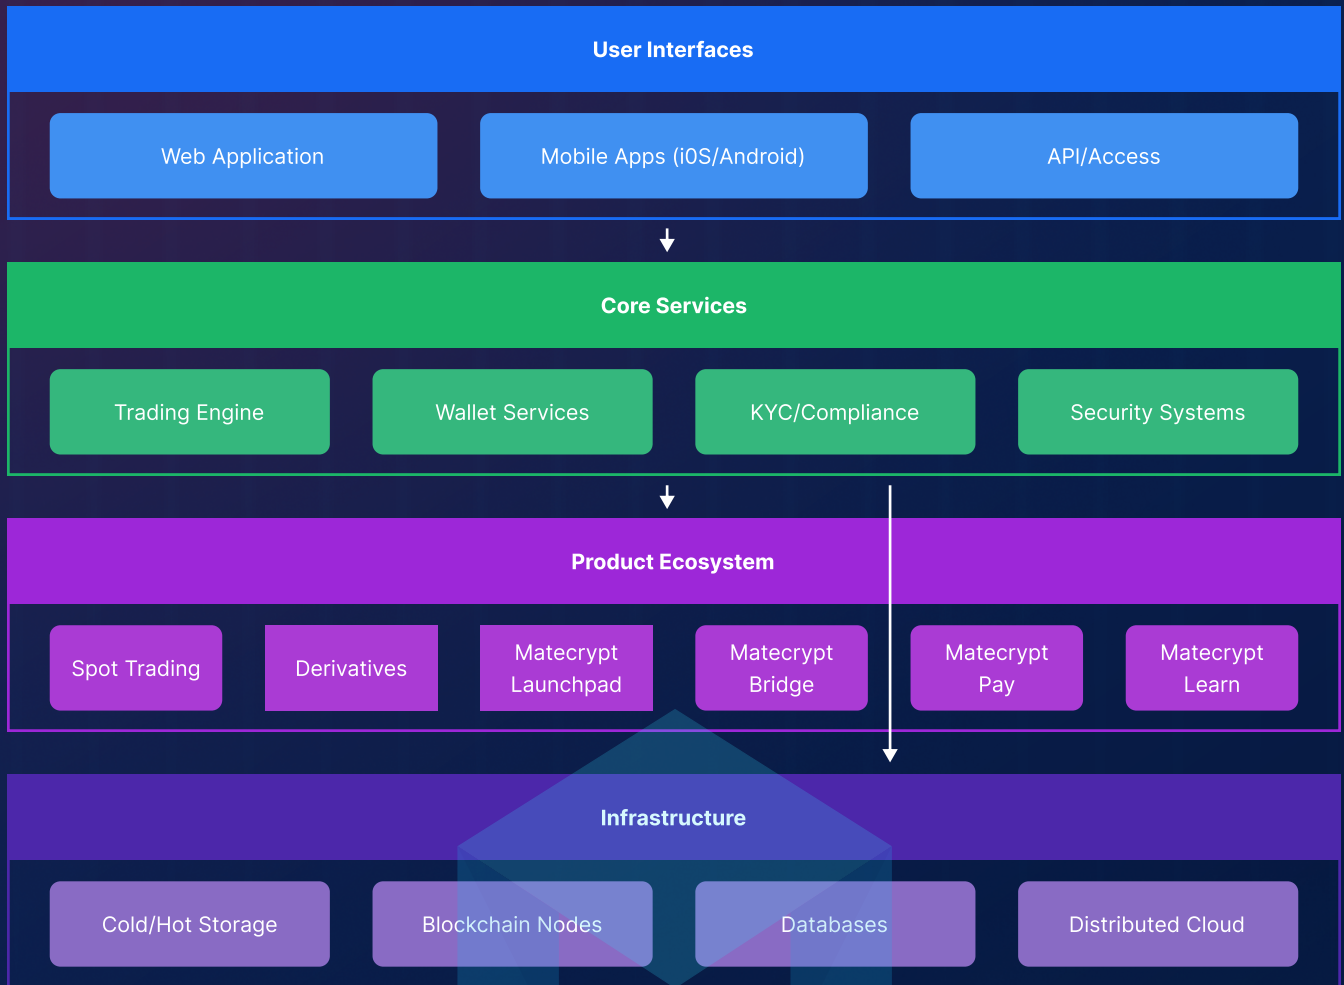 User Interfaces
Web Application
Mobile Apps (i0S/Android)
API/Access
Core Services
Trading Engine
Wallet Services
KYC/Compliance
Security Systems
Product Ecosystem
Spot Trading
Derivatives
Matecrypt
Launchpad
Matecrypt
Bridge
Matecrypt
Pay
Matecrypt
Learn
Infrastructure
Cold/Hot Storage
Blockchain Nodes
Databases
Distributed Cloud